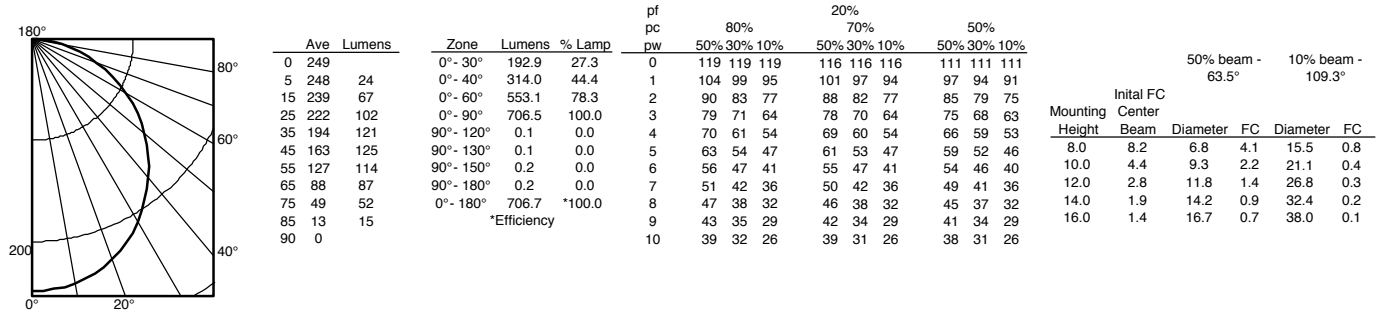 180°
80°
60°
40°
200
0° 20°
Ave Lumens
0 249
5 248 24
15 239 67
25 222 102
35 194 121
45 163 125
55 127 114
65 88 87
75 49 52
85 13 15
90 0
Zone Lumens % Lamp
0°- 30° 192.9 27.3
0°- 40° 314.0 44.4
0°- 60° 553.1 78.3
0°- 90° 706.5 100.0
90°- 120° 0.1 0.0
90°- 130° 0.1 0.0
90°- 150° 0.2 0.0
90°- 180° 0.2 0.0
0°- 180° 706.7 *100.0
*Efficiency
pf 20%
pc 80% 70% 50%
pw 50% 30% 10% 50% 30% 10% 50% 30% 10%
0 119 119 119 116 116 116 111 111 111
1 104 99 95 101 97 94 97 94 91
2 90 83 77 88 82 77 85 79 75
3 79 71 64 78 70 64 75 68 63
4 70 61 54 69 60 54 66 59 53
5 63 54 47 61 53 47 59 52 46
6 56 47 41 55 47 41 54 46 40
7 51 42 36 50 42 36 49 41 36
8 47 38 32 46 38 32 45 37 32
9 43 35 29 42 34 29 41 34 29
10 39 32 26 39 31 26 38 31 26
50% beam - 10% beam -
63.5° 109.3°
Inital FC
Mounting Center
Height Beam Diameter FC Diameter FC
8.0 8.2 6.8 4.1 15.5 0.8
10.0 4.4 9.3 2.2 21.1 0.4
12.0 2.8 11.8 1.4 26.8 0.3
14.0 1.9 14.2 0.9 32.4 0.2
16.0 1.4 16.7 0.7 38.0 0.1